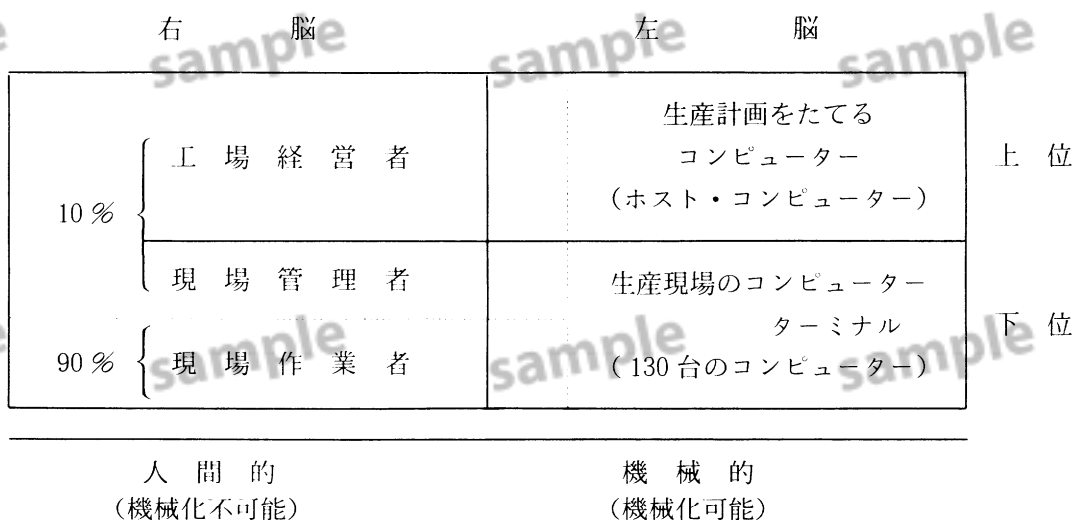 右 脳 左 脳
生産計画をたてる
工場経営者 コンピューター 上位
(ホスト・コンピューター)
10%
現場管理者 生産現場のコンピューター
ターミナル 下位
90% 現場作業者 (130台のコンピューター)
人間的 機械的
(機械化不可能) (機械化可能)
sample sample sample
sample sample sample